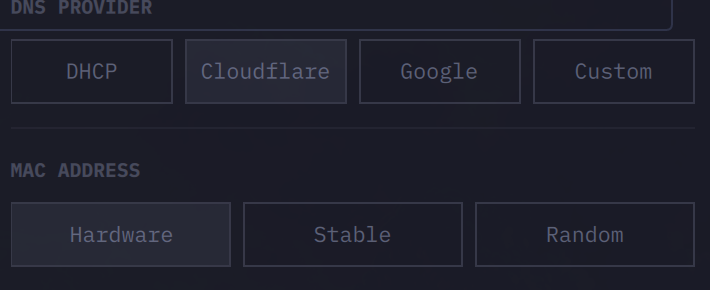 DNS PROVIDER
DHCP Cloudflare Google Custom
MAC ADDRESS
Hardware Stable Random